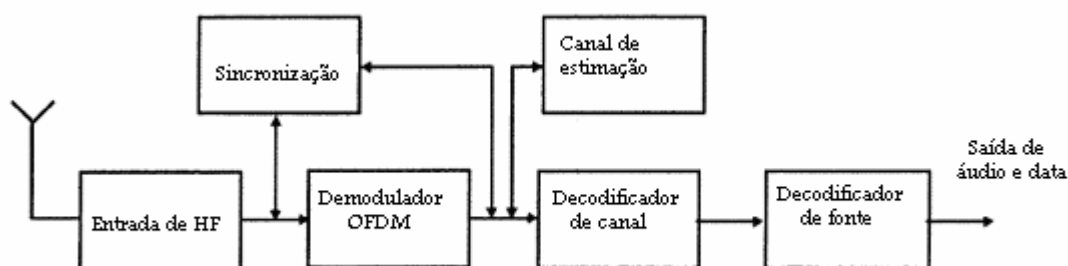 Sincronização
Canal de
estimação
Saída de
áudio e data
Entrada de HF
Demodulador
OFDM
Decodificador
de canal
Decodificador
de fonte